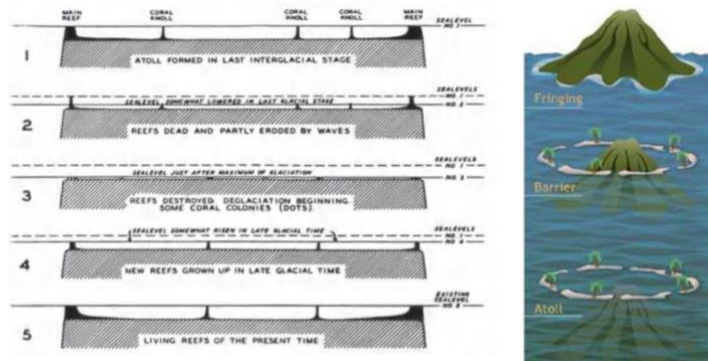 MAIN REEF
CORAL KNOLL
CORAL KNOLL
CORAL KNOLL
MAIN REEF
SEALEVEL NO. 1
1
ATOLL FORMED IN LAST INTERGLACIAL STAGE
SEALEVELS
NO. 1
SEALEVEL SOMEWHAT LOWERED IN LAST GLACIAL STAGE
NO. 2
2
REEFS DEAD AND PARTLY ERODED BY WAVES
SEALEVELS
NO. 1
SEALEVEL JUST AFTER MAXIMUM OF GLACIATION
NO. 3
3
REEFS DESTROYED. DEGLACIATION BEGINNING.
SOME CORAL COLONIES (DOTS).
SEALEVEL SOMEWHAT RISEN IN LATE GLACIAL TIME
SEALEVELS
NO. 1
NO. 4
4
NEW REEFS GROWN UP IN LATE GLACIAL TIME
EXISTING
SEALEVEL
NO. 5
5
LIVING REEFS OF THE PRESENT TIME
Fringing
Barrier
Atoll